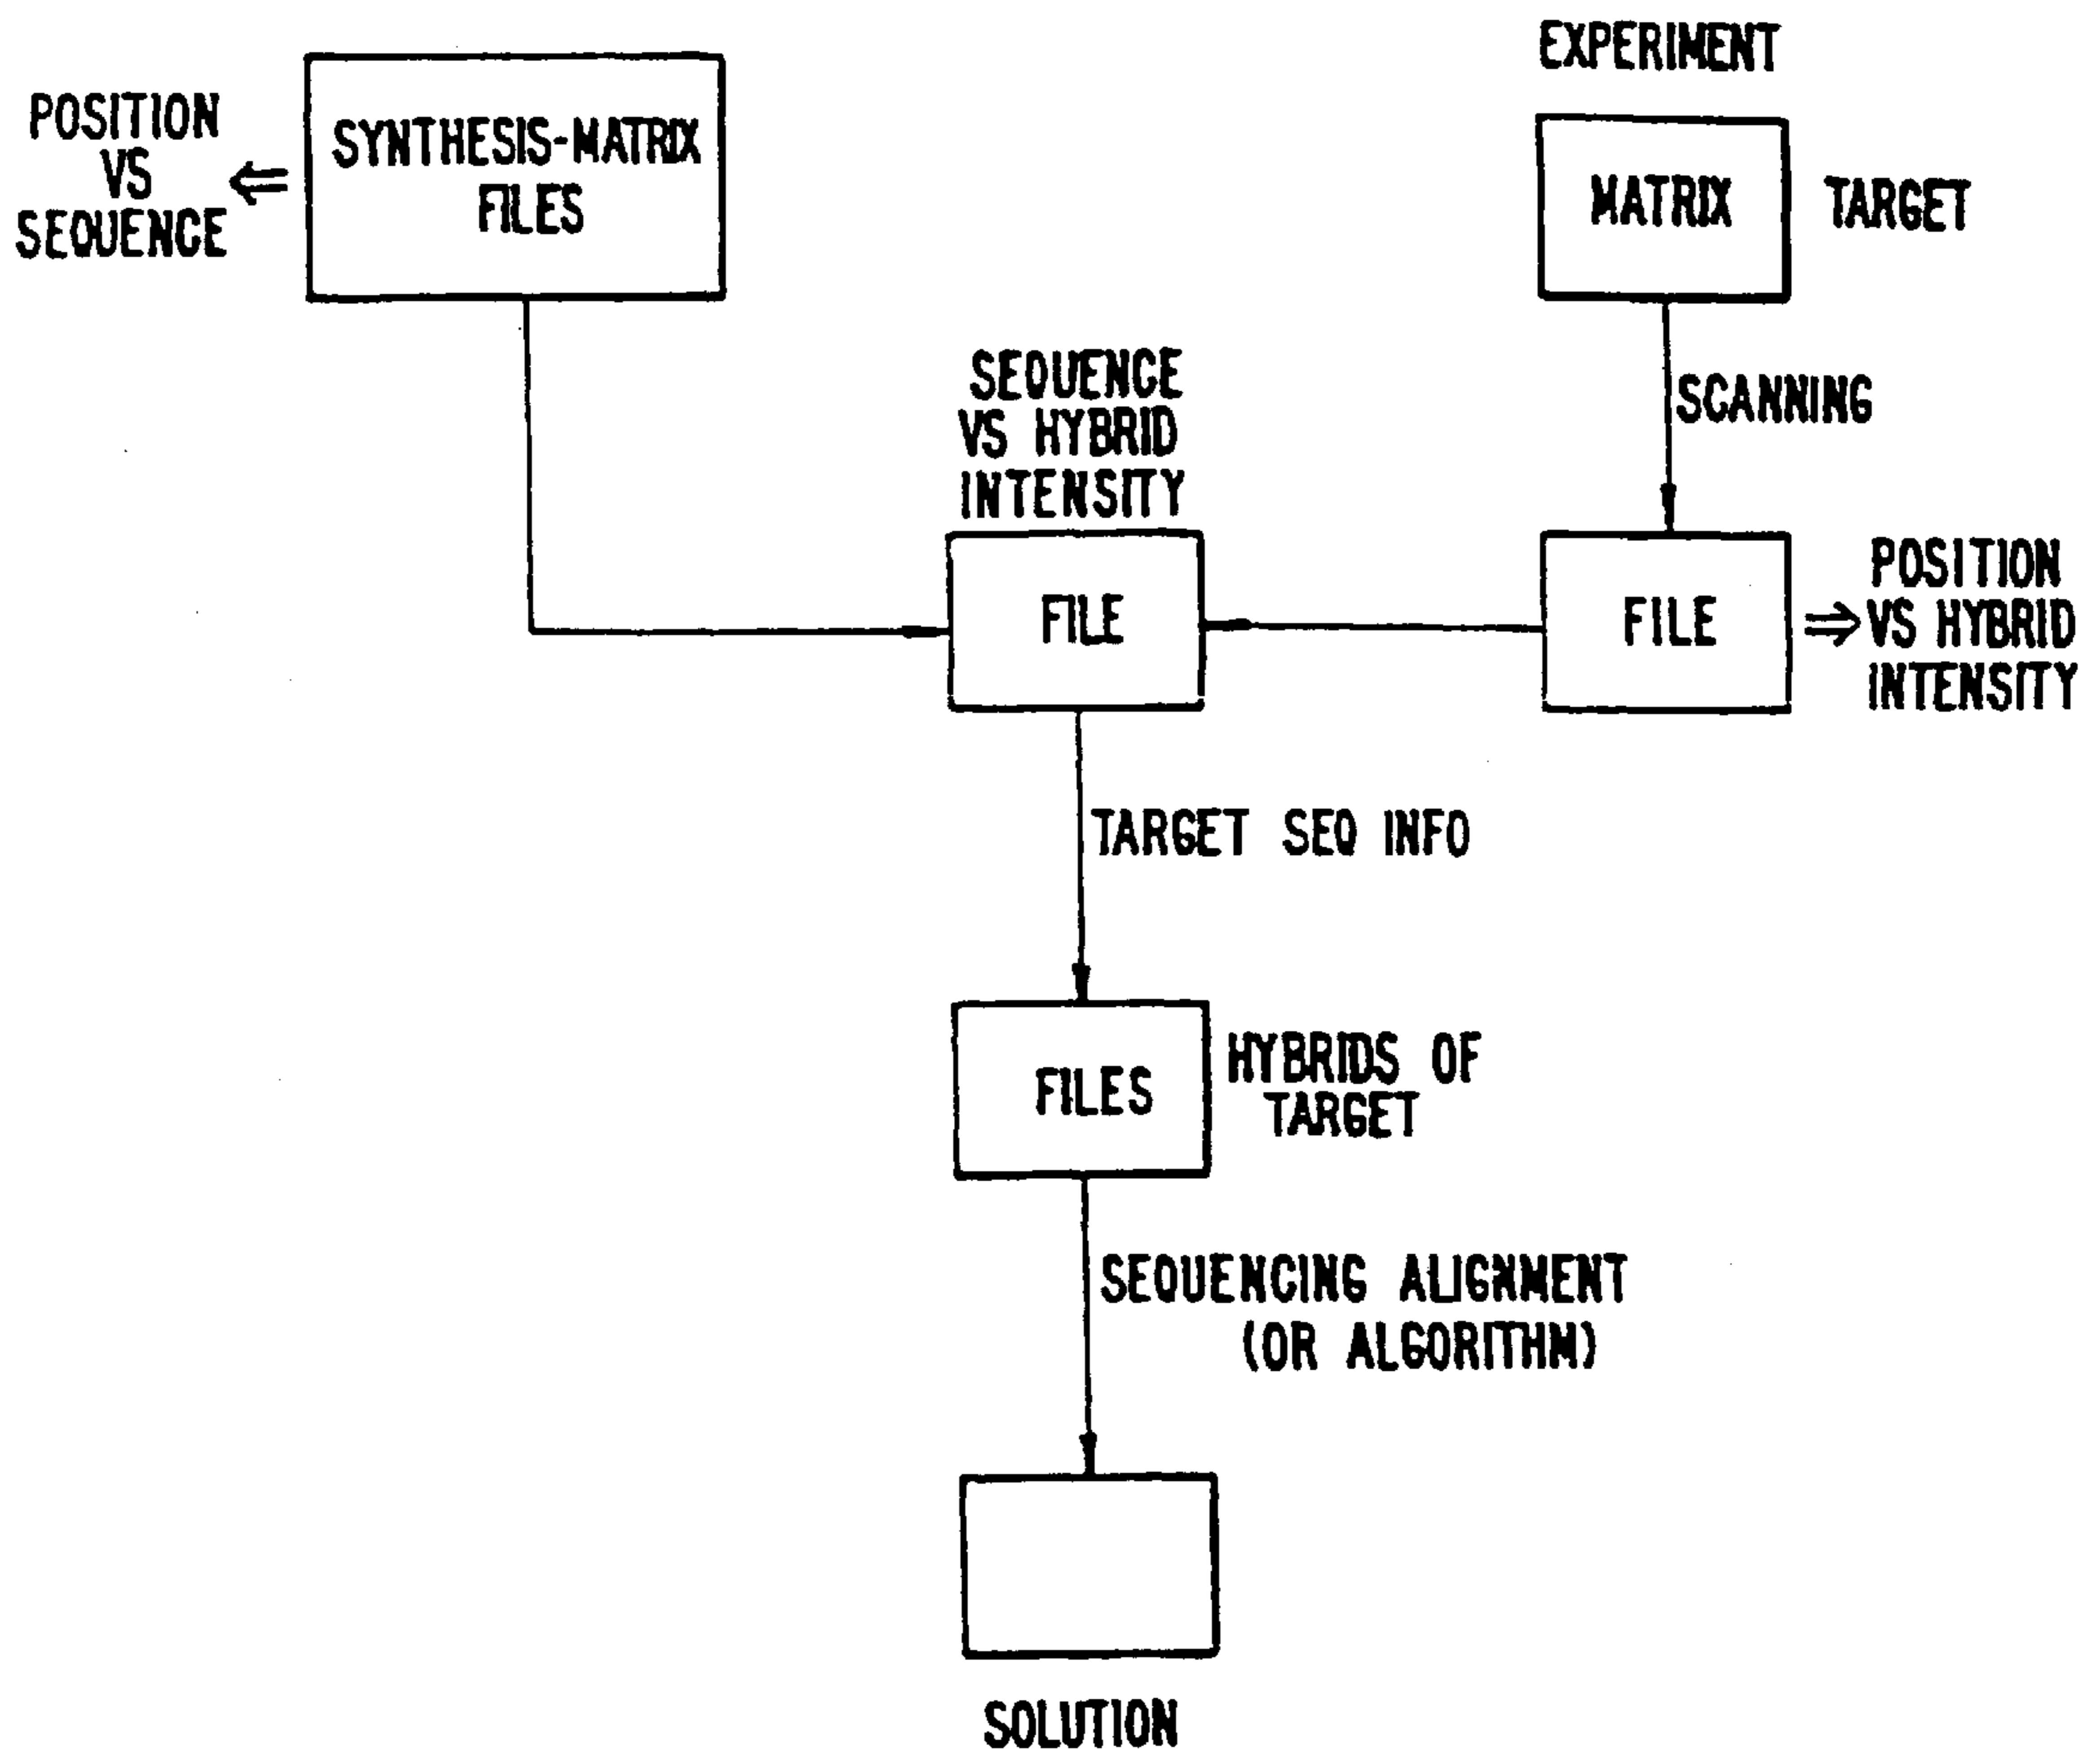 EXPERIMENT
POSITION
VS
SEQUENCE
SYNTHESIS-MATRIX
FILES
MATRIX
TARGET
SEQUENCE
VS HYBRID
INTENSITY
SCANNING
FILE
FILE
POSITION
VS HYBRID
INTENSITY
TARGET SEQ INFO
FILES
HYBRIDS OF
TARGET
SEQUENCING ALIGNMENT
(OR ALGORITHM)
SOLUTION